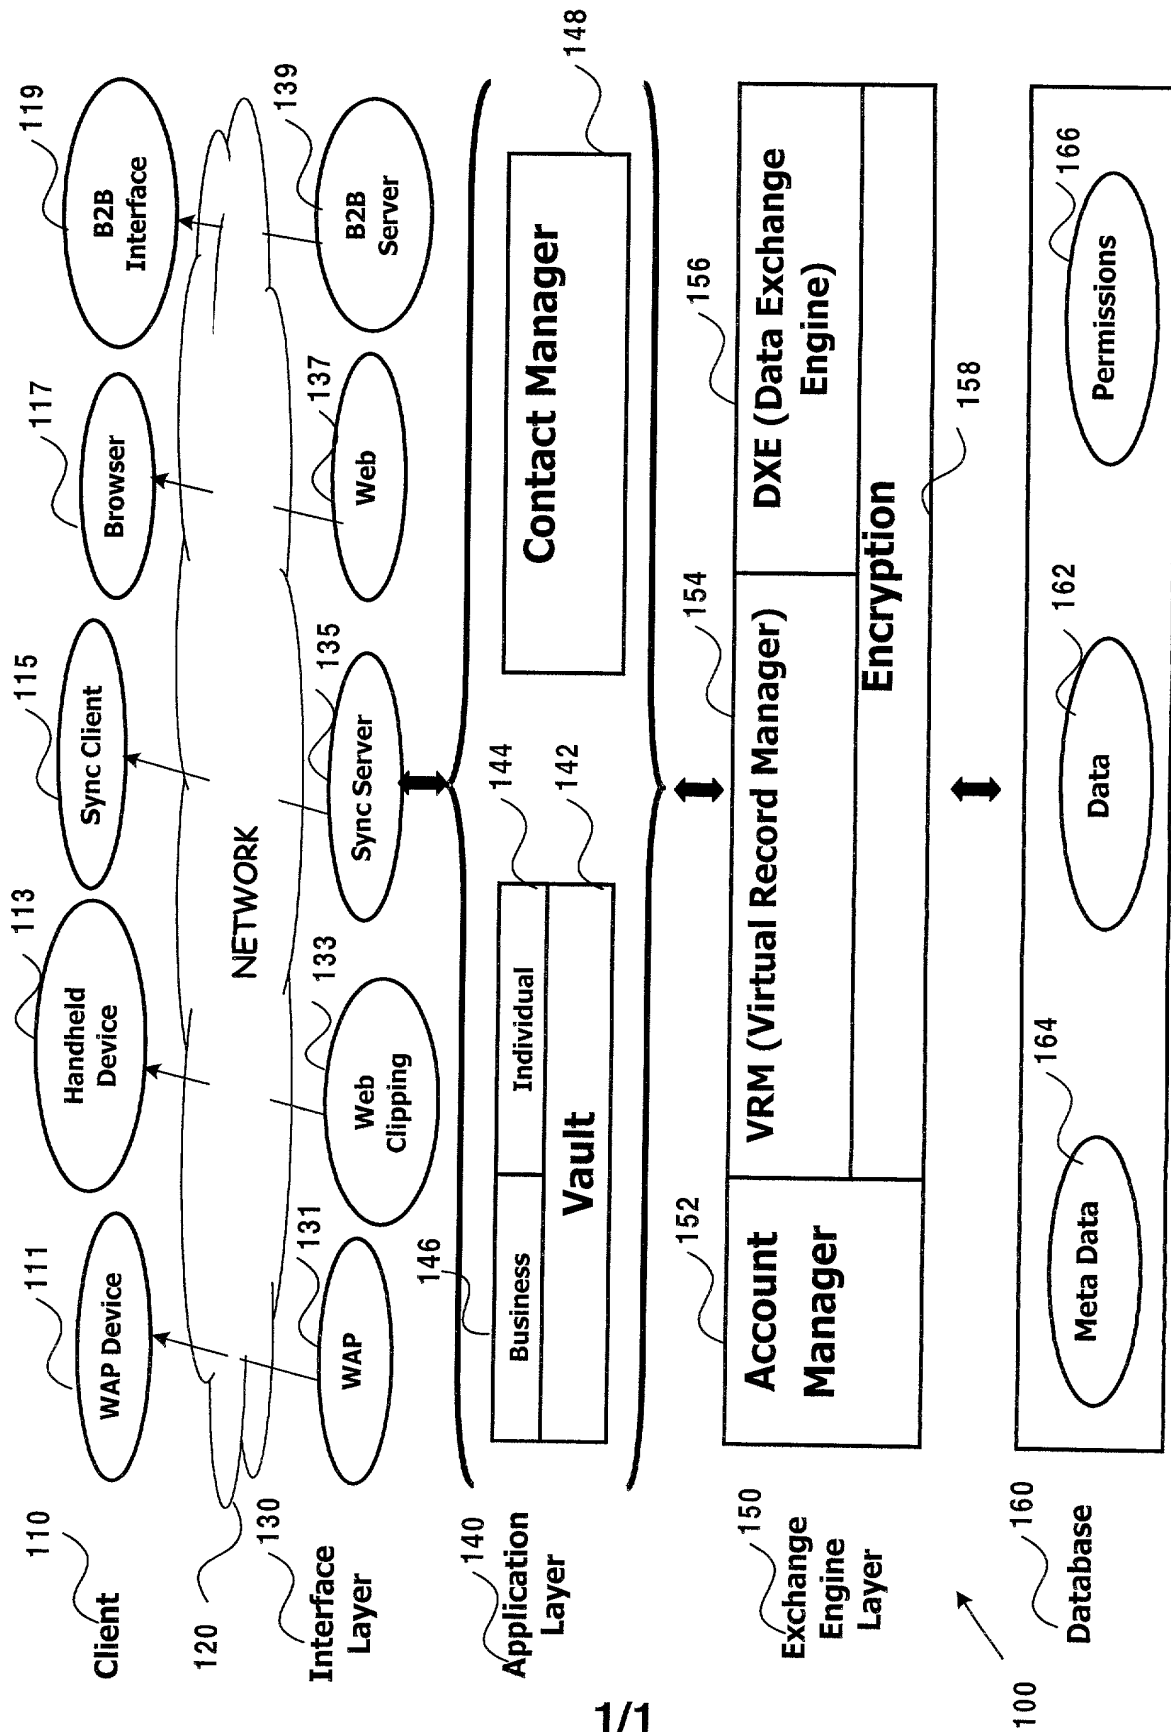 110
Client
111
WAP Device
113
Handheld
Device
115
Sync Client
117
Browser
119
B2B
Interface
120
NETWORK
130
Interface
Layer
131
WAP
133
Web
Clipping
135
Sync Server
137
Web
139
B2B
Server
140
Application
Layer
146
Business
Individual
144
Vault
142
Contact Manager
148
150
Exchange
Engine
Layer
152
Account
Manager
154
VRM (Virtual Record Manager)
156
DXE (Data Exchange
Engine)
Encryption
158
160
Database
164
Meta Data
162
Data
166
Permissions
100
1/1